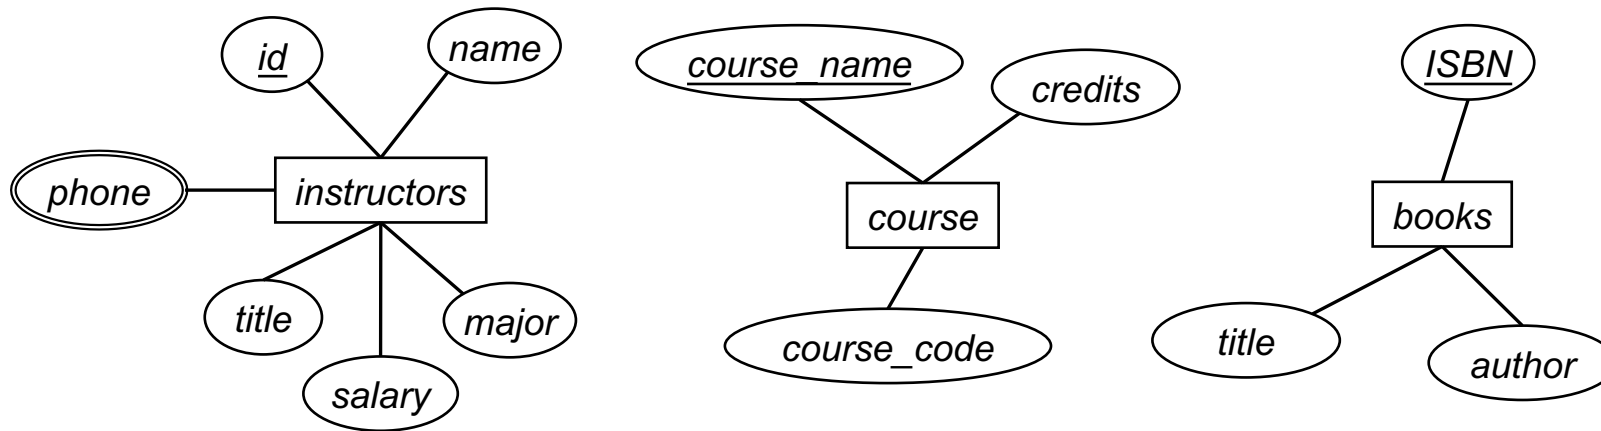 id
name
phone
instructors
title
major
salary
course_name
credits
course
course_code
ISBN
books
title
author